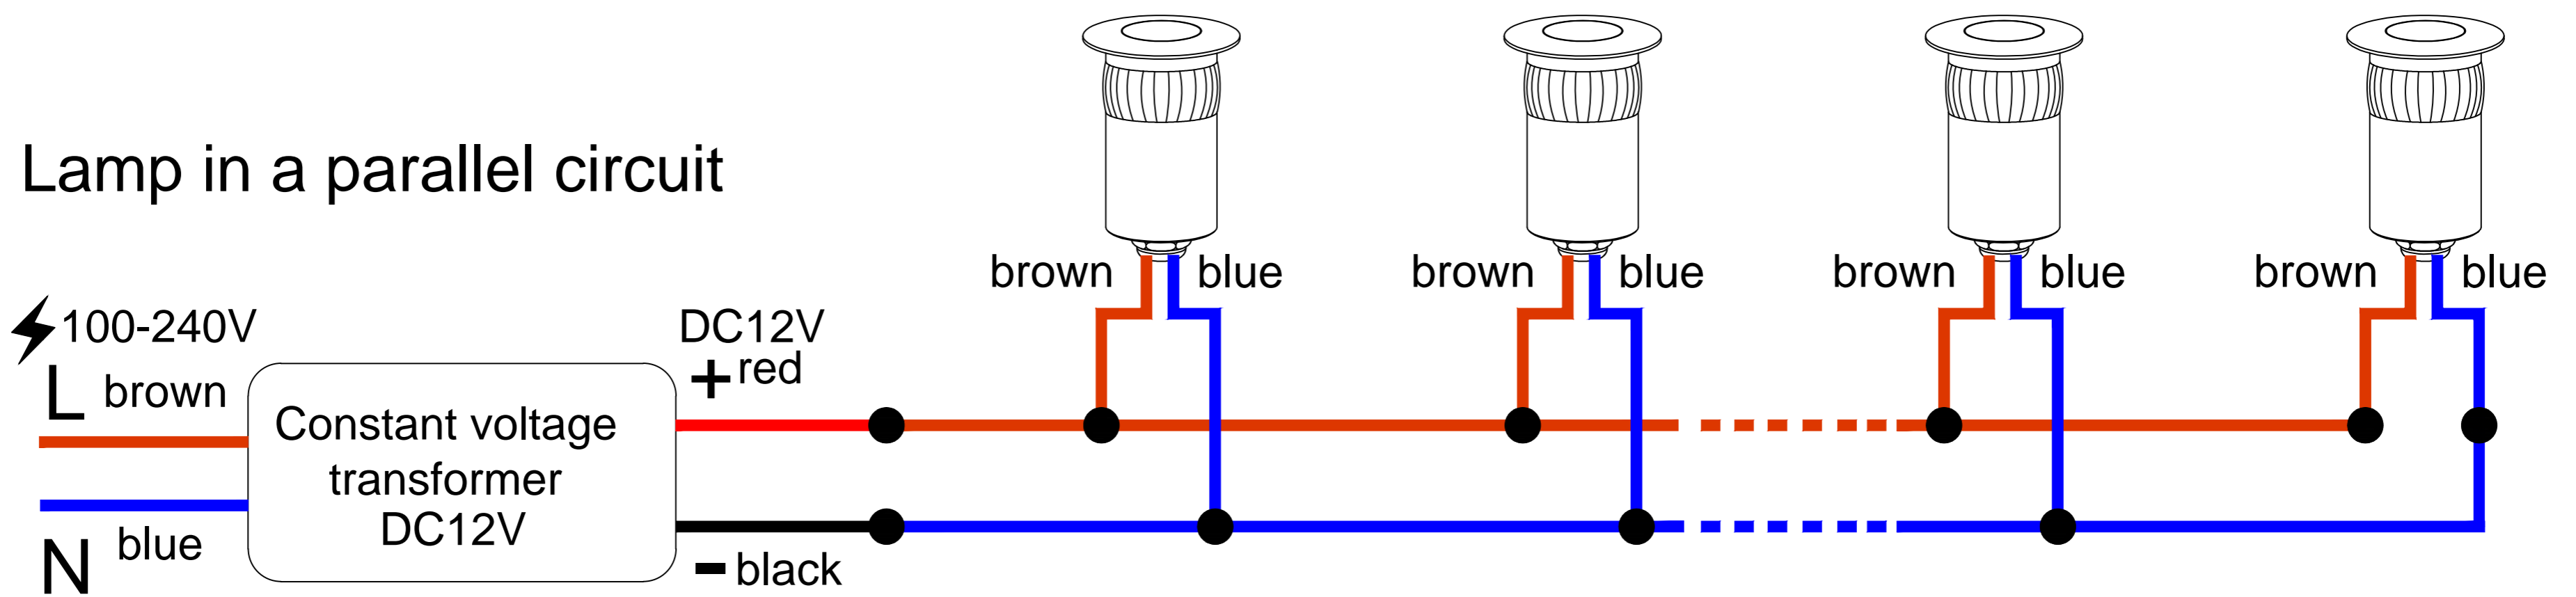 Lamp in a parallel circuit
100-240V
L brown
N blue
Constant voltage
transformer
DC12V
DC12V
+ red
- black
brown blue
brown blue
brown blue
brown blue